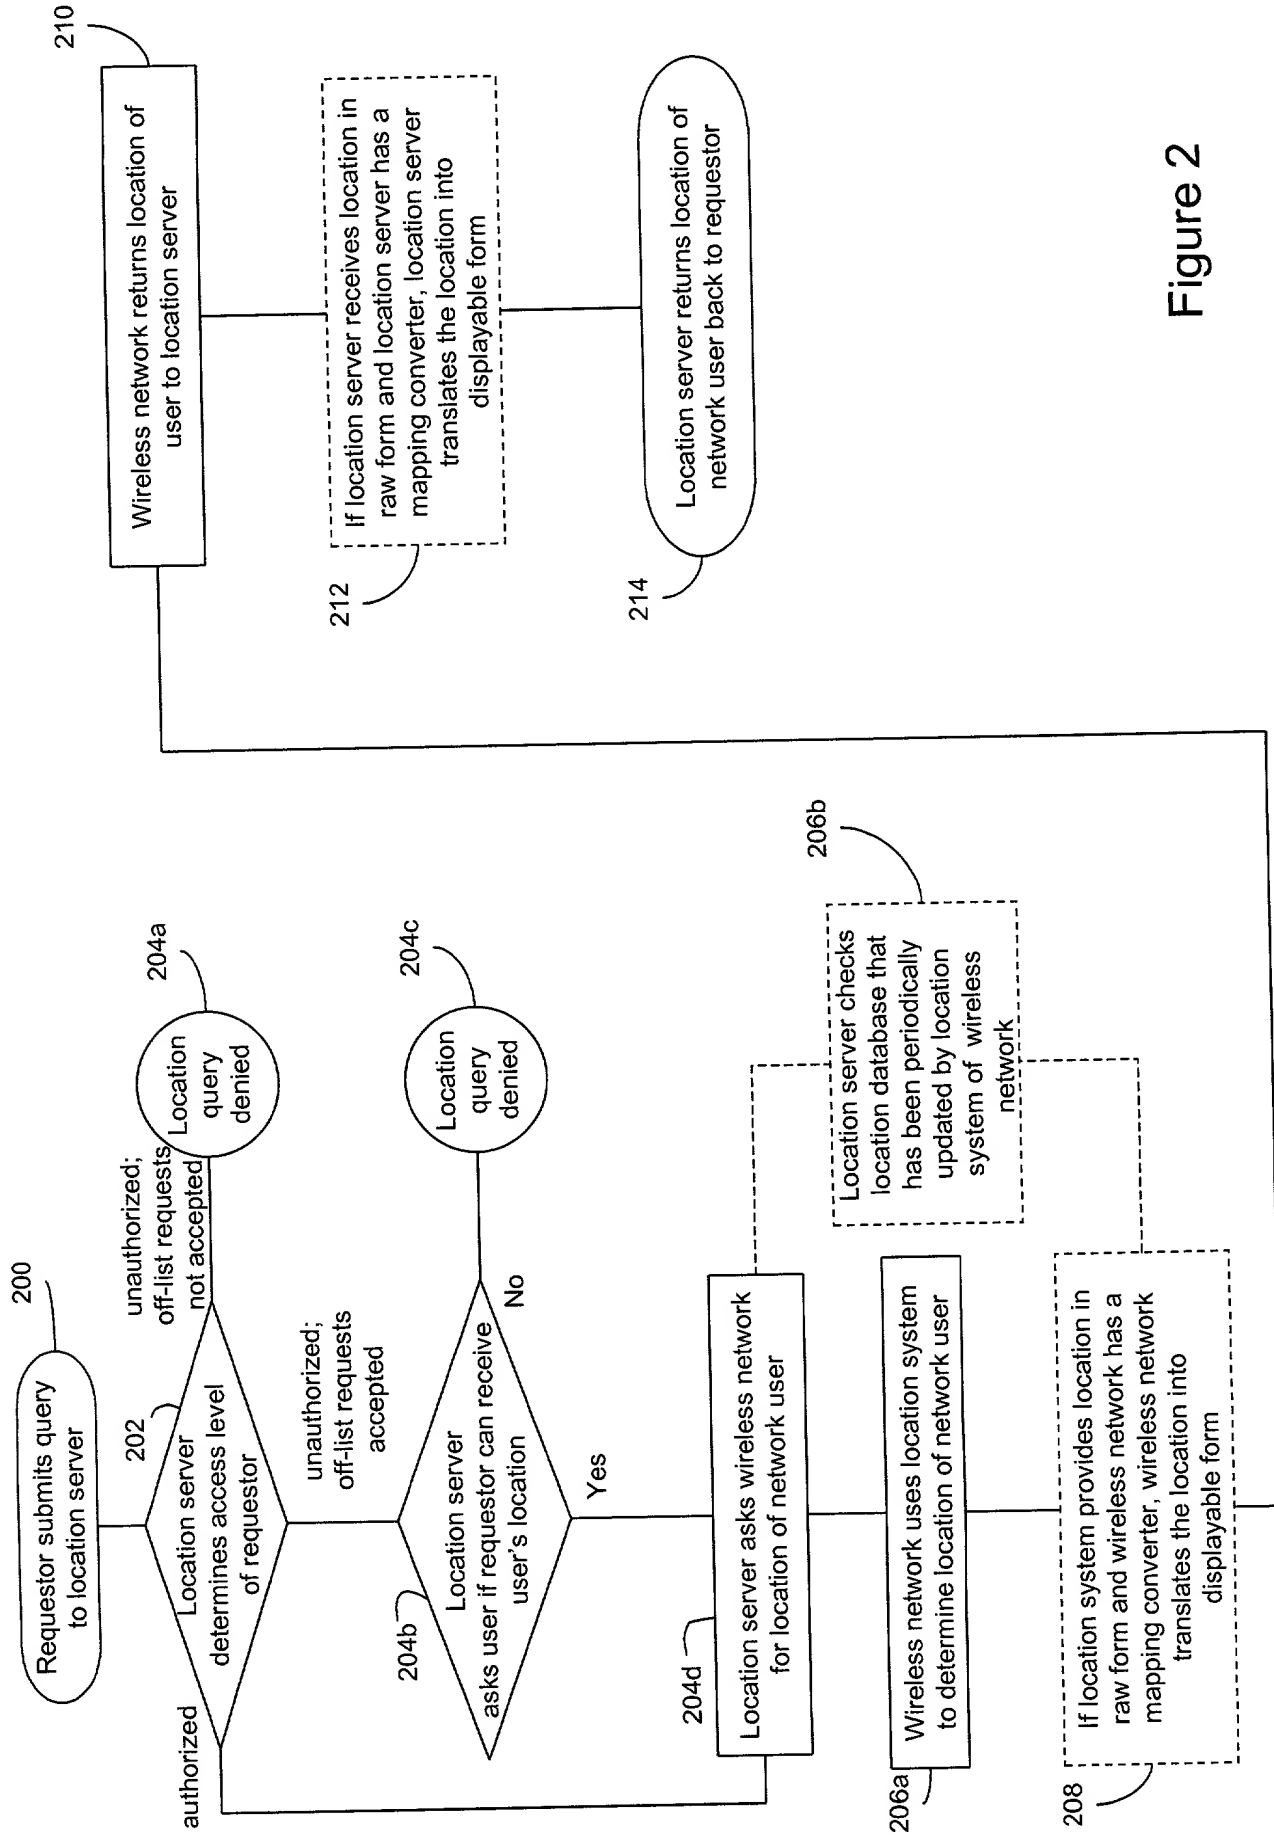 200
Requestor submits query
to location server
202
Location server
determines access level
of requestor
unauthorized;
off-list requests
not accepted
204a
Location
query
denied
authorized
unauthorized;
off-list requests
accepted
204b
Location server
asks user if requestor can receive
user's location
No
204c
Location
query
denied
Yes
204d
Location server asks wireless network
for location of network user
206a
Wireless network uses location system
to determine location of network user
206b
Location server checks
location database that
has been periodically
updated by location
system of wireless
network
208
If location system provides location in
raw form and wireless network has a
mapping converter, wireless network
translates the location into
displayable form
210
Wireless network returns location of
user to location server
212
If location server receives location in
raw form and location server has a
mapping converter, location server
translates the location into
displayable form
214
Location server returns location of
network user back to requestor
Figure 2